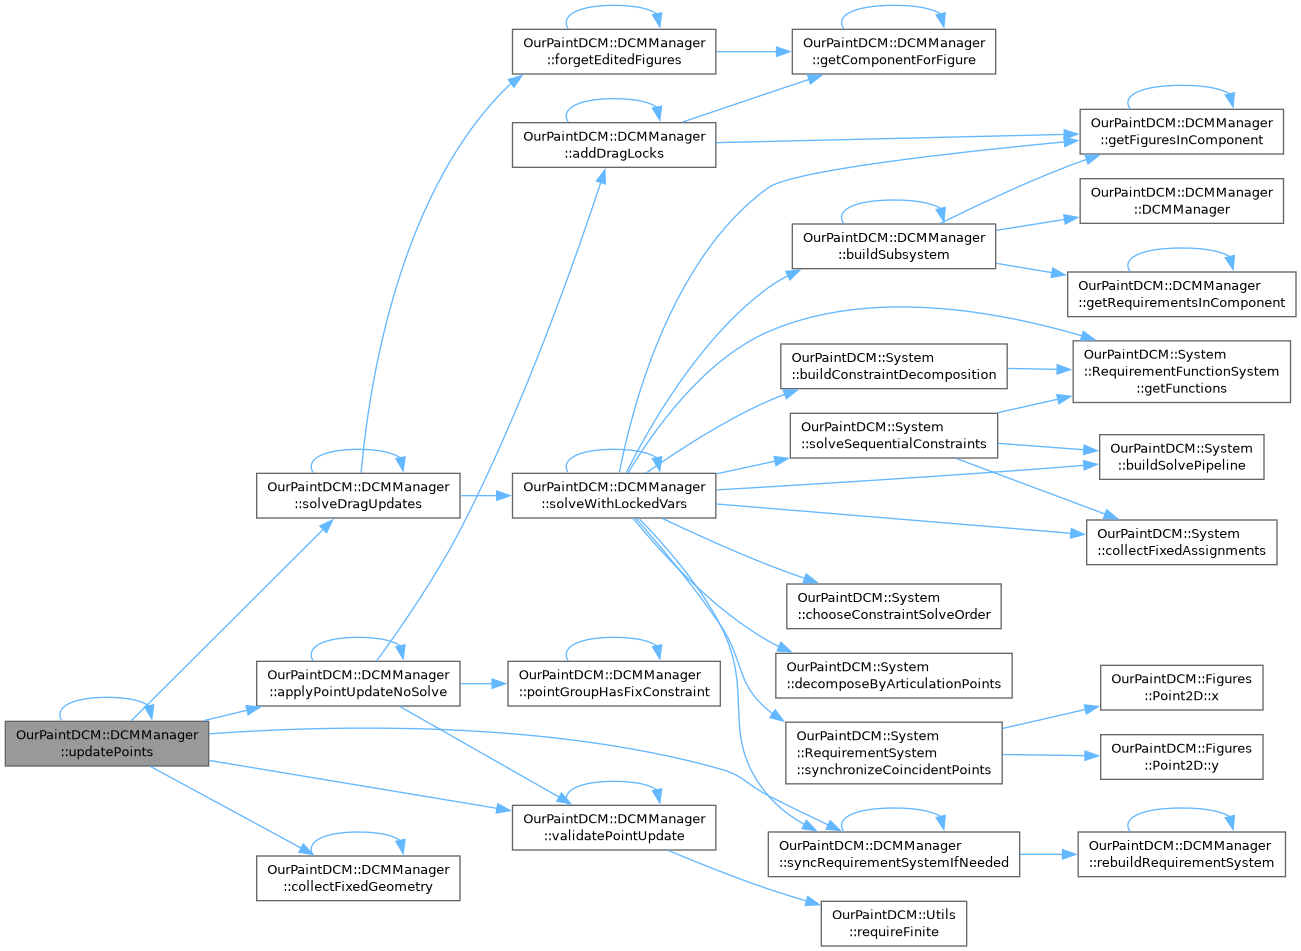 OurPaintDCM::DCMManager
::updatePoints
OurPaintDCM::DCMManager
::solveDragUpdates
OurPaintDCM::DCMManager
::applyPointUpdateNoSolve
OurPaintDCM::DCMManager
::collectFixedGeometry
OurPaintDCM::DCMManager
::forgetEditedFigures
OurPaintDCM::DCMManager
::addDragLocks
OurPaintDCM::DCMManager
::solveWithLockedVars
OurPaintDCM::DCMManager
::pointGroupHasFixConstraint
OurPaintDCM::DCMManager
::validatePointUpdate
OurPaintDCM::DCMManager
::getComponentForFigure
OurPaintDCM::DCMManager
::buildSubsystem
OurPaintDCM::System
::buildConstraintDecomposition
OurPaintDCM::System
::solveSequentialConstraints
OurPaintDCM::System
::chooseConstraintSolveOrder
OurPaintDCM::System
::decomposeByArticulationPoints
OurPaintDCM::System
::RequirementSystem
::synchronizeCoincidentPoints
OurPaintDCM::DCMManager
::syncRequirementSystemIfNeeded
OurPaintDCM::Utils
::requireFinite
OurPaintDCM::DCMManager
::getFiguresInComponent
OurPaintDCM::DCMManager
::DCMManager
OurPaintDCM::DCMManager
::getRequirementsInComponent
OurPaintDCM::System
::RequirementFunctionSystem
::getFunctions
OurPaintDCM::System
::buildSolvePipeline
OurPaintDCM::System
::collectFixedAssignments
OurPaintDCM::Figures
::Point2D::x
OurPaintDCM::Figures
::Point2D::y
OurPaintDCM::DCMManager
::rebuildRequirementSystem